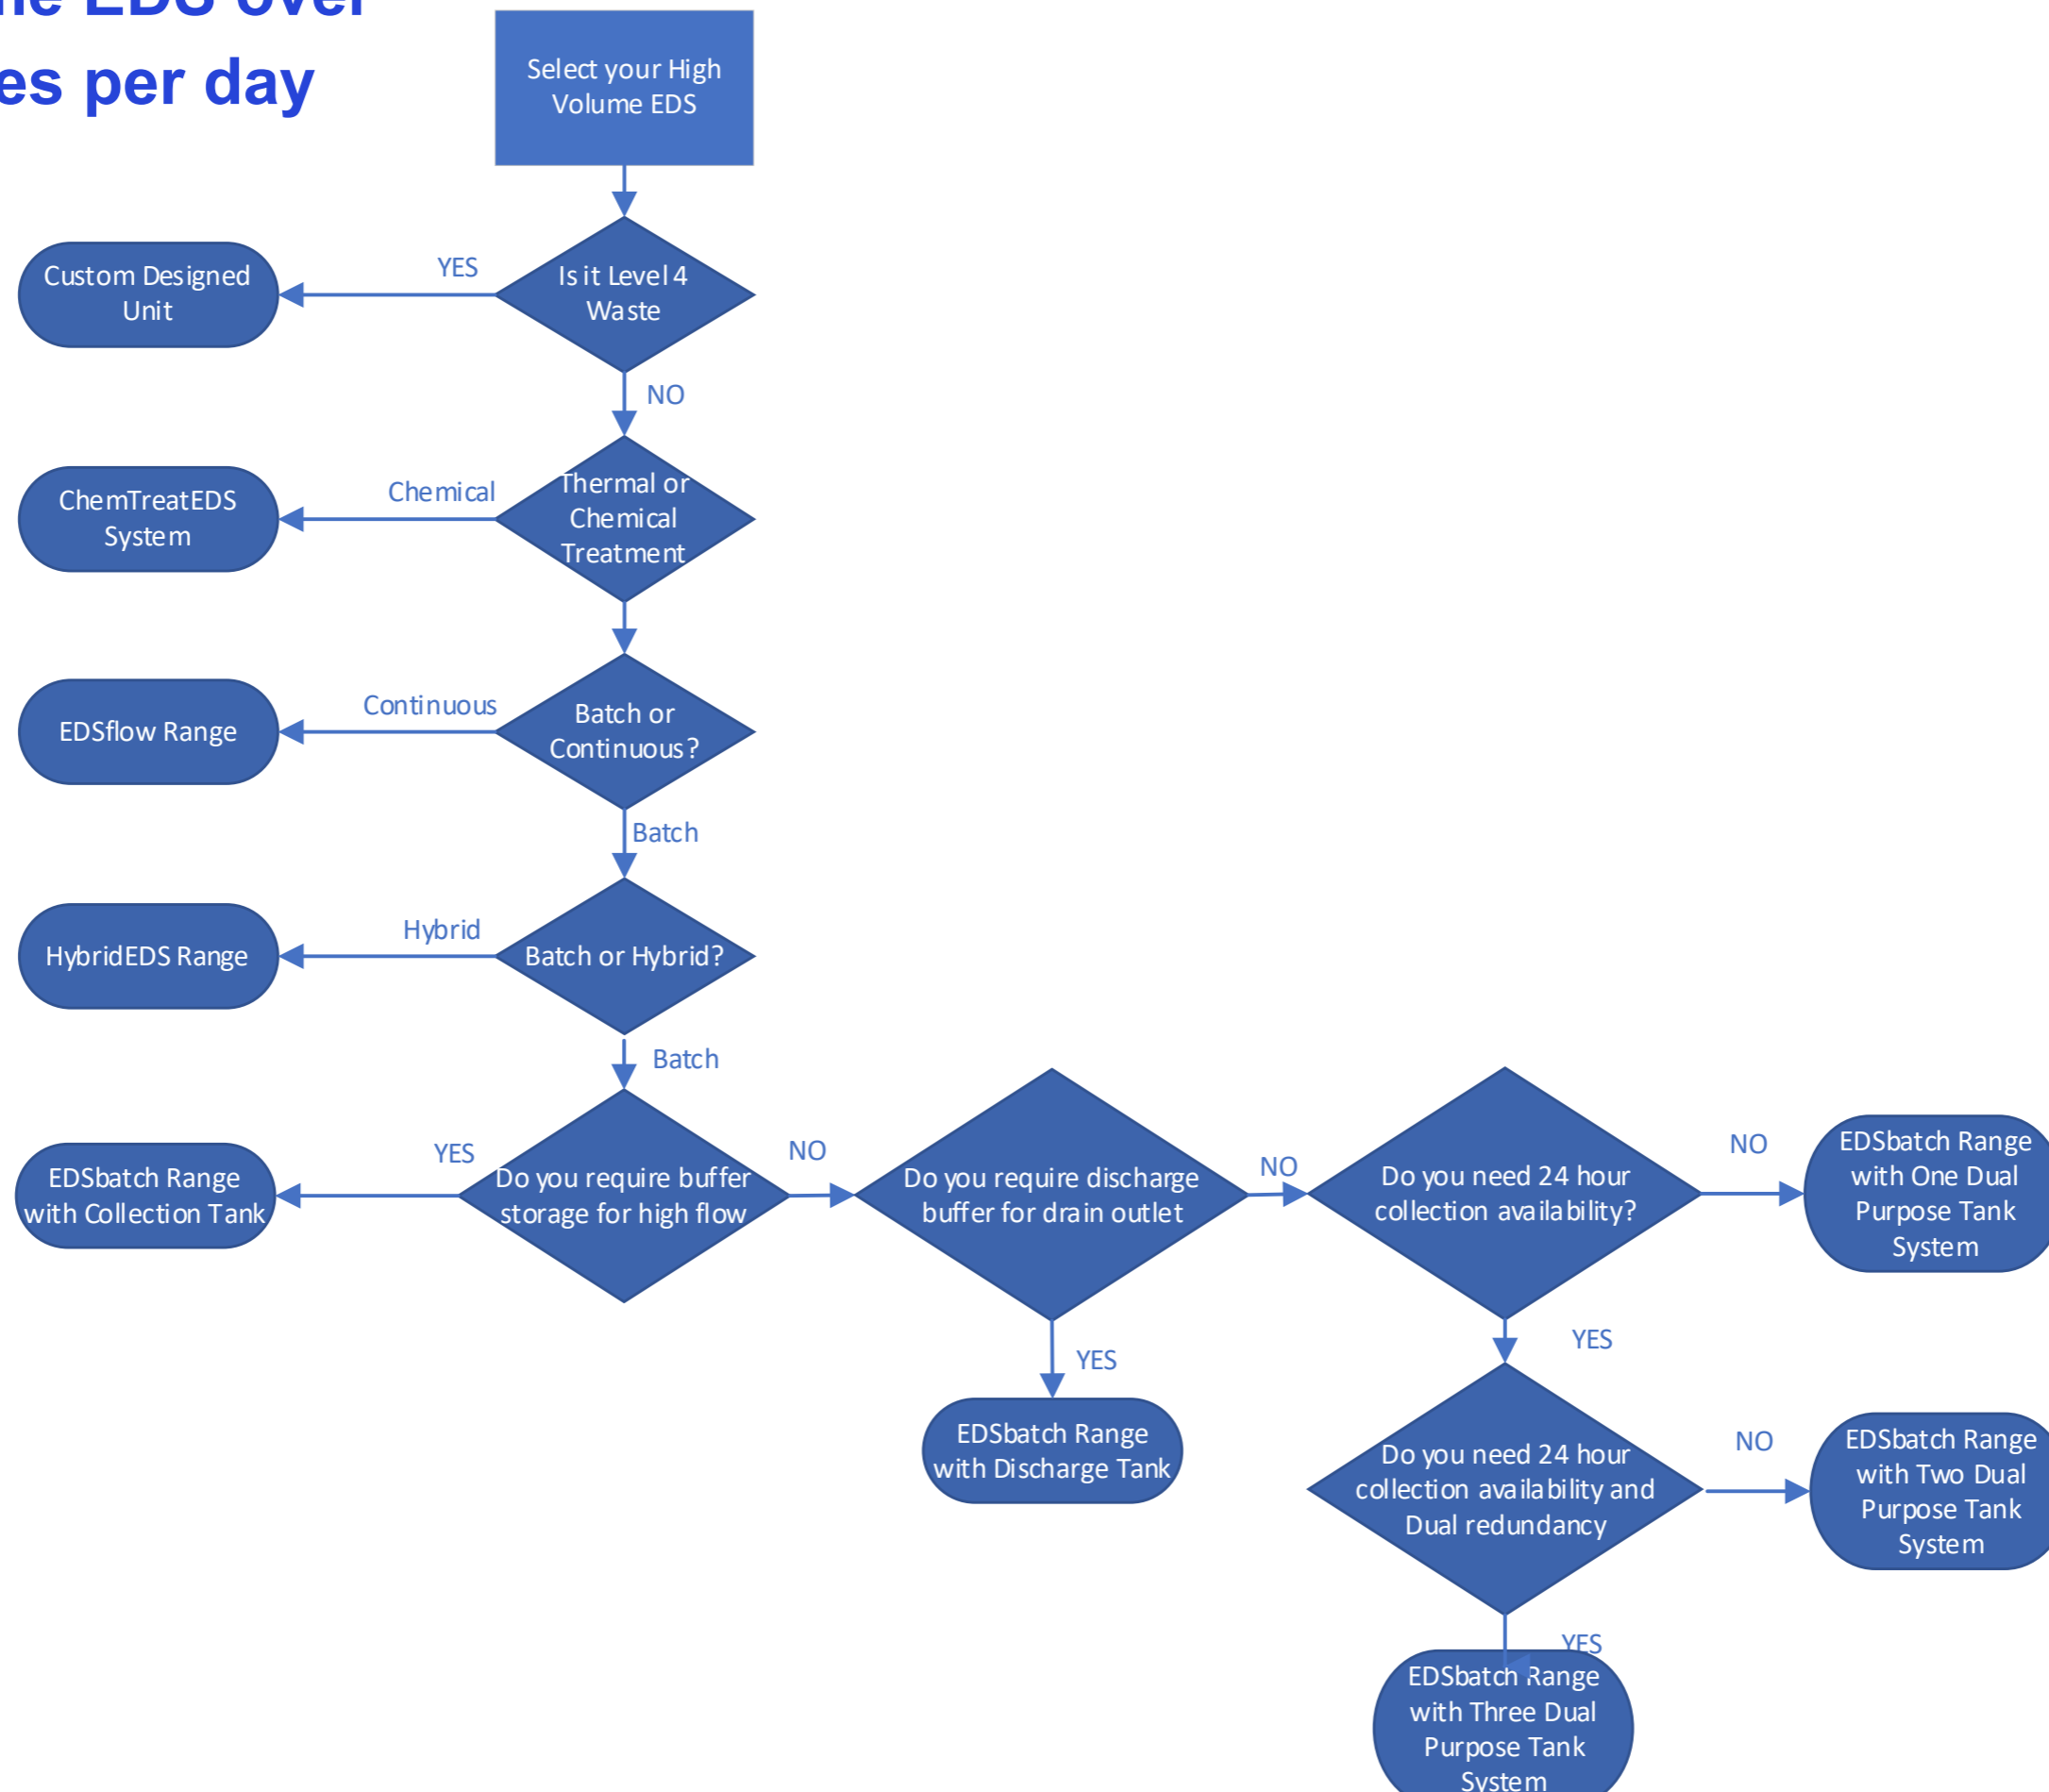 EDS over
es per day
Select your High
Volume EDS
YES
Is it Level 4
Waste
Custom Designed
Unit
NO
Chemical
Thermal or
Chemical
Treatment
ChemTreatEDS
System
Continuous
Batch or
Continuous?
EDSflow Range
Batch
Hybrid
Batch or Hybrid?
HybridEDS Range
Batch
YES
Do you require buffer
storage for high flow
EDSbatch Range
with Collection Tank
NO
Do you require discharge
buffer for drain outlet
YES
EDSbatch Range
with Discharge Tank
NO
Do you need 24 hour
collection availability?
NO
EDSbatch Range
with One Dual
Purpose Tank
System
YES
Do you need 24 hour
collection availability and
Dual redundancy
NO
EDSbatch Range
with Two Dual
Purpose Tank
System
YES
EDSbatch Range
with Three Dual
Purpose Tank
System